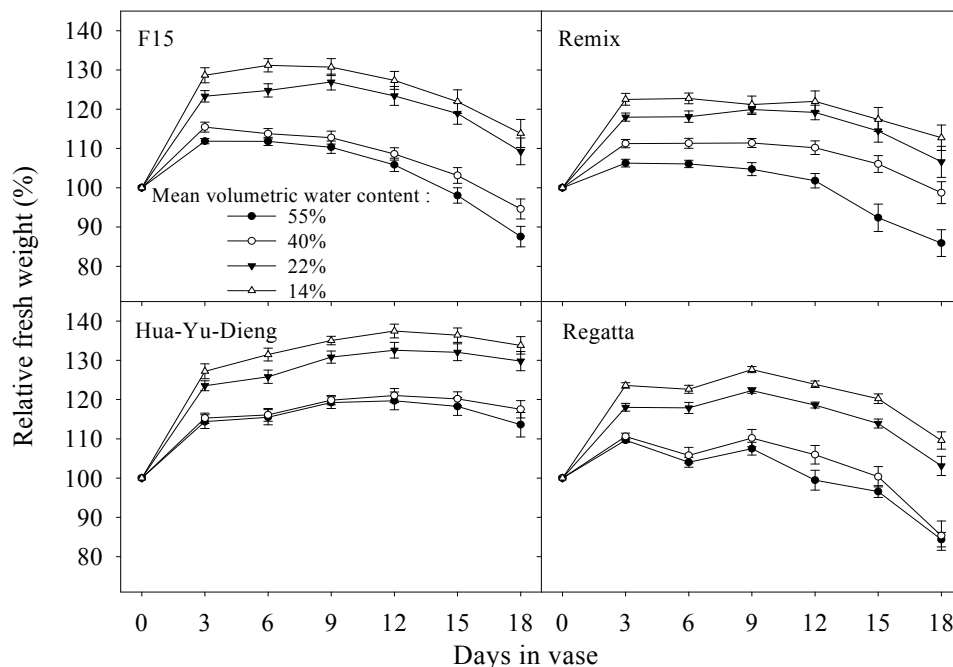 F15
Remix
140
130
120
110
100
90
80
Mean volumetric water content :
55%
40%
22%
14%
Relative fresh weight (%)
Hua-Yu-Dieng
Regatta
140
130
120
110
100
90
80
0 3 6 9 12 15 18 0 3 6 9 12 15 18
Days in vase